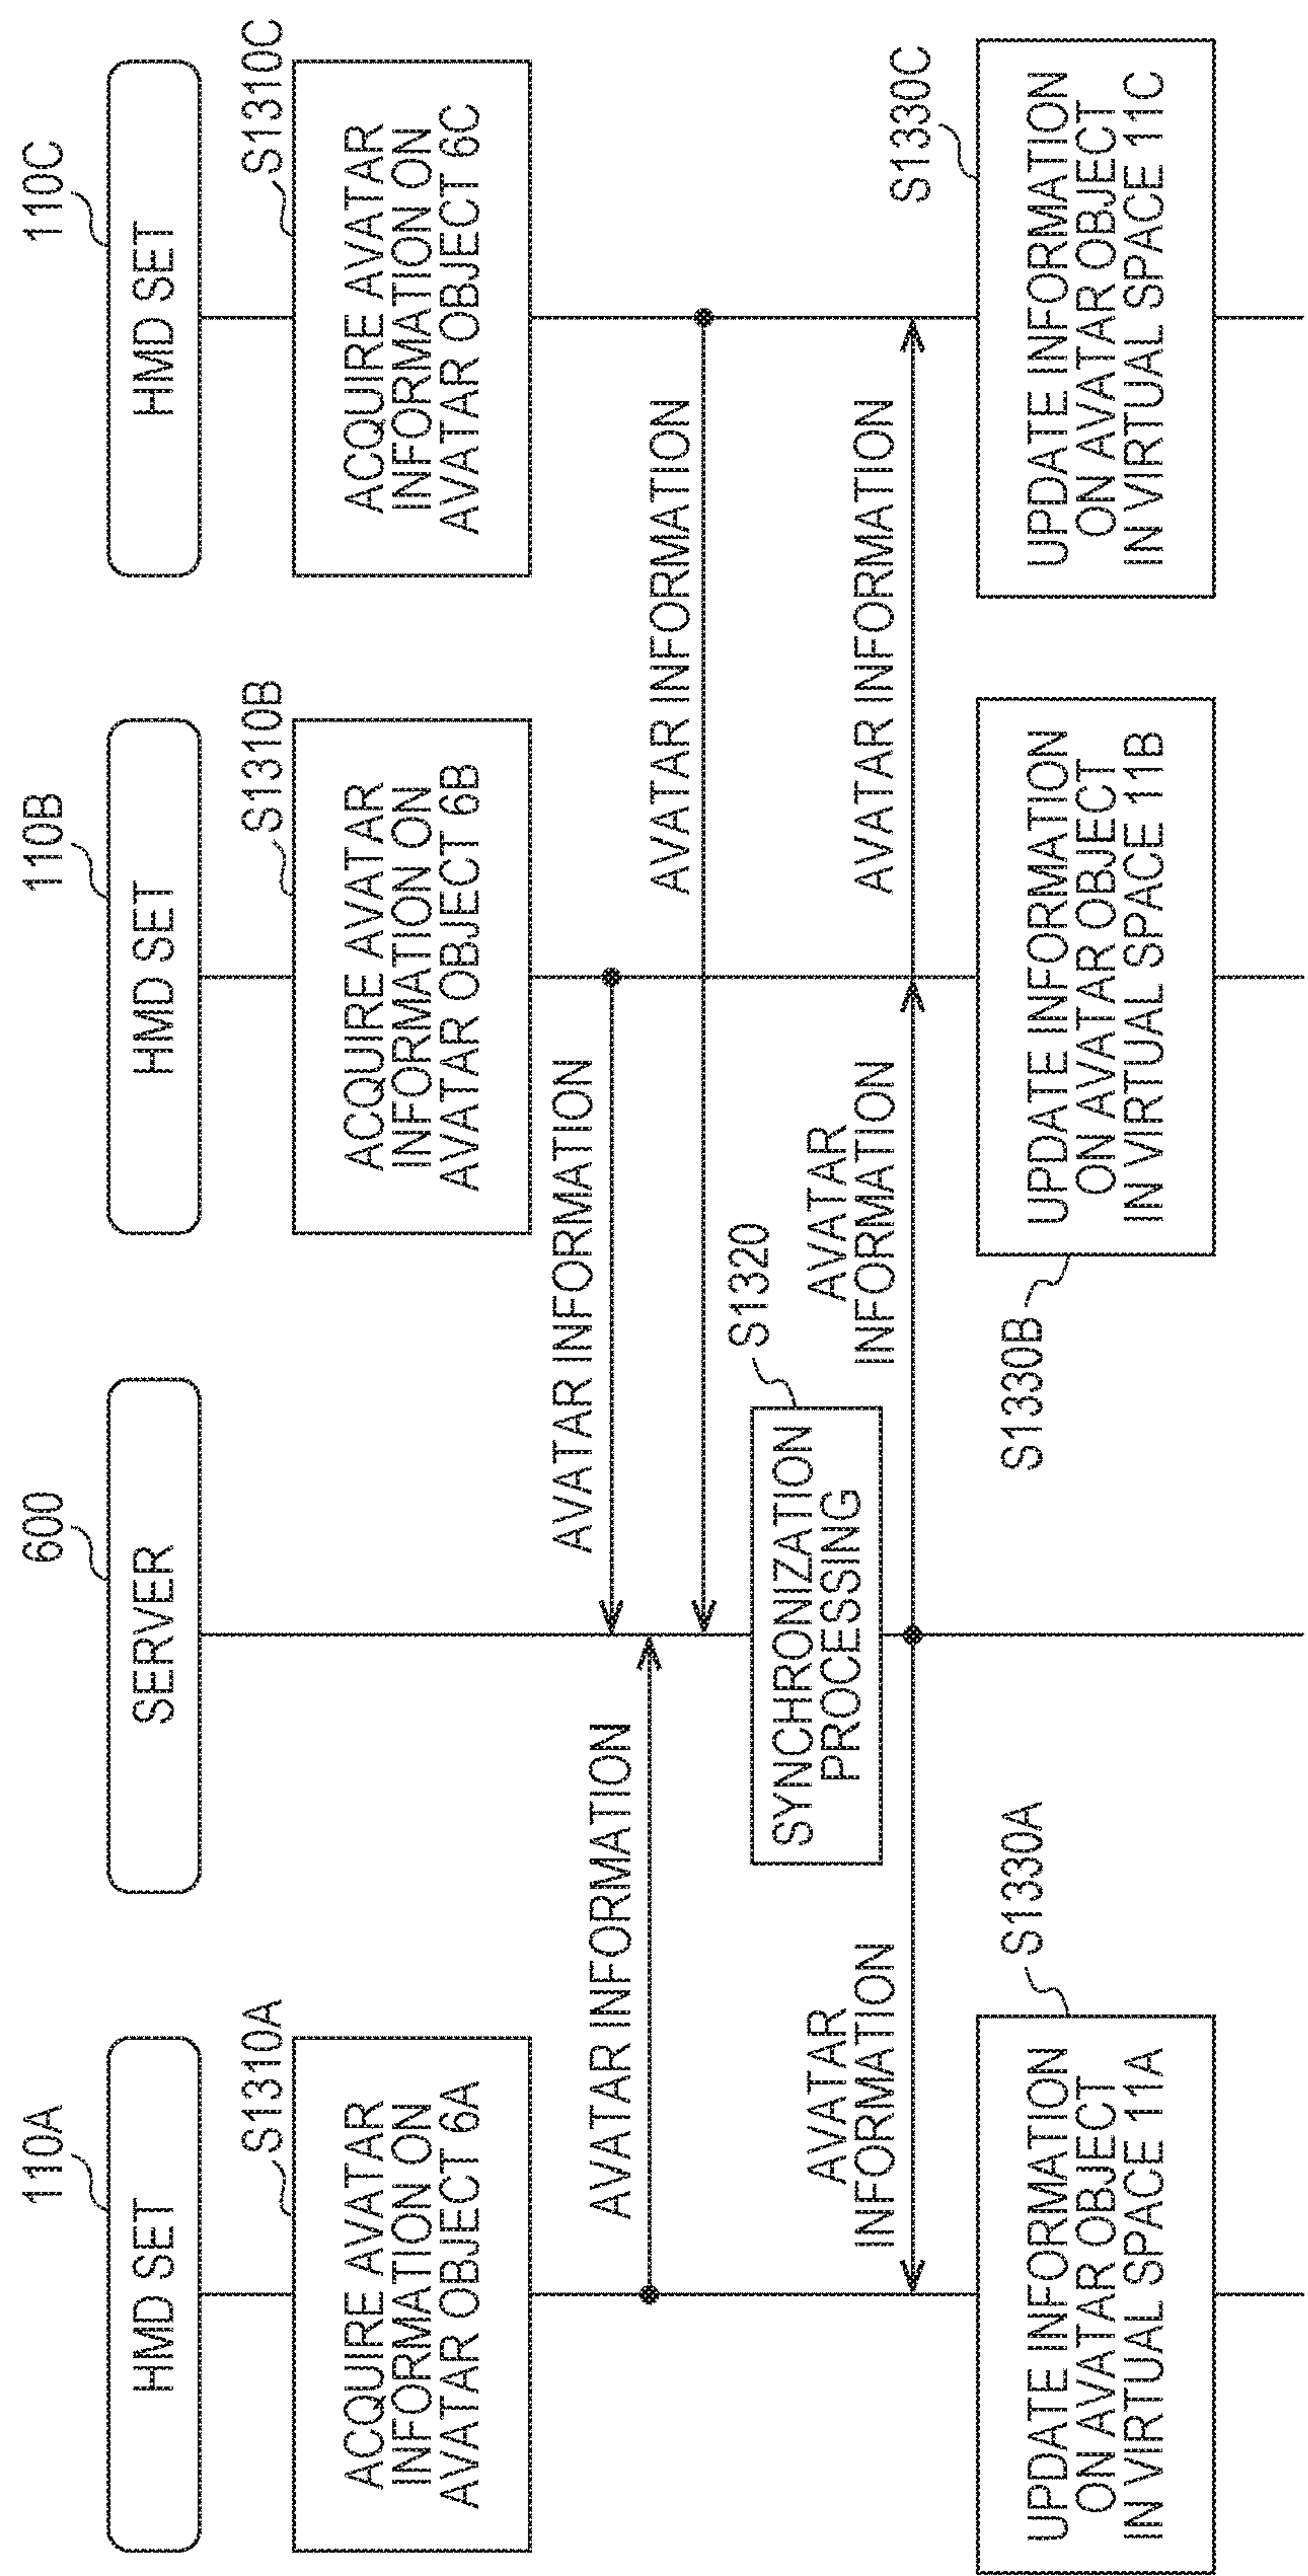 110A
600
110B
110C
HMD SET
SERVER
HMD SET
HMD SET
S1310A
S1310B
S1310C
ACQUIRE AVATAR
INFORMATION ON
AVATAR OBJECT 6A
ACQUIRE AVATAR
INFORMATION ON
AVATAR OBJECT 6B
ACQUIRE AVATAR
INFORMATION ON
AVATAR OBJECT 6C
AVATAR INFORMATION
AVATAR INFORMATION
AVATAR INFORMATION
S1320
SYNCHRONIZATION
PROCESSING
AVATAR
INFORMATION
AVATAR
INFORMATION
AVATAR INFORMATION
S1330A
S1330B
S1330C
UPDATE INFORMATION
ON AVATAR OBJECT
IN VIRTUAL SPACE 11A
UPDATE INFORMATION
ON AVATAR OBJECT
IN VIRTUAL SPACE 11B
UPDATE INFORMATION
ON AVATAR OBJECT
IN VIRTUAL SPACE 11C